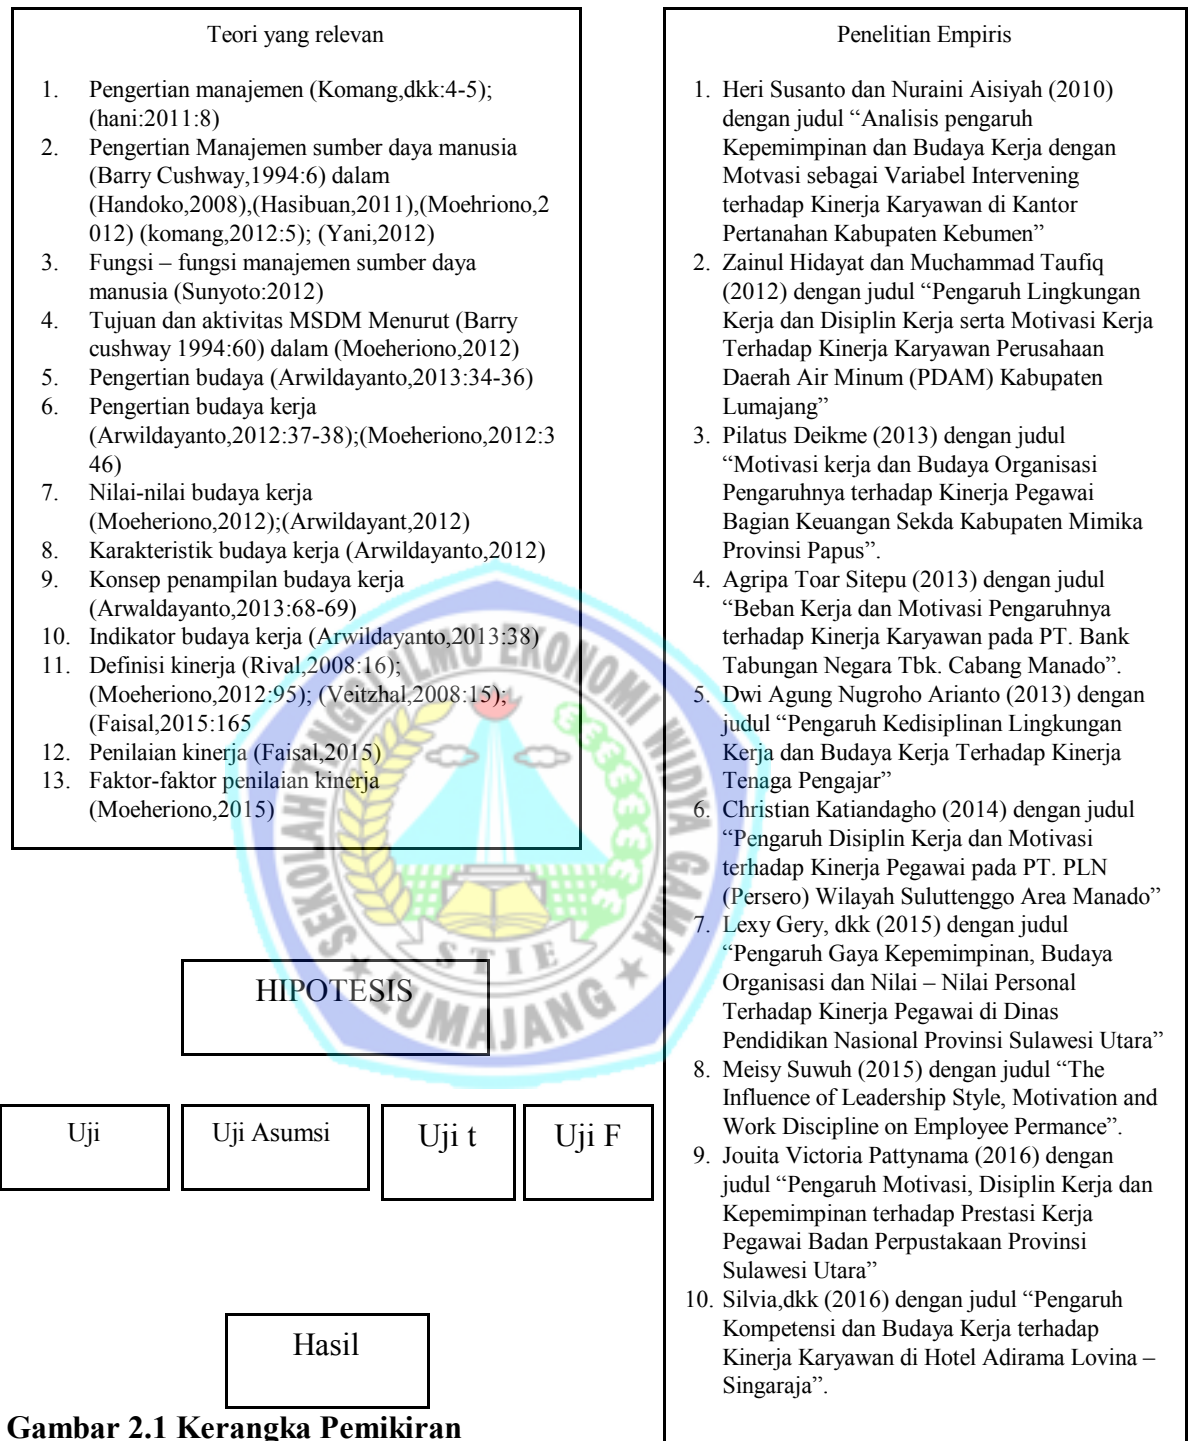 Teori yang relevan
1. Pengertian manajemen (Komang,dkk:4-5);
(hani:2011:8)
2. Pengertian Manajemen sumber daya manusia
(Barry Cushway,1994:6) dalam
(Handoko,2008),(Hasibuan,2011),(Moehriono,2
012) (komang,2012:5); (Yani,2012)
3. Fungsi – fungsi manajemen sumber daya
manusia (Sunyoto:2012)
4. Tujuan dan aktivitas MSDM Menurut (Barry
cushway 1994:60) dalam (Moeheriono,2012)
5. Pengertian budaya (Arwildayanto,2013:34-36)
6. Pengertian budaya kerja
(Arwildayanto,2012:37-38);(Moeheriono,2012:3
46)
7. Nilai-nilai budaya kerja
(Moeheriono,2012);(Arwildayant,2012)
8. Karakteristik budaya kerja (Arwildayanto,2012)
9. Konsep penampilan budaya kerja
(Arwaldayanto,2013:68-69)
10. Indikator budaya kerja (Arwildayanto,2013:38)
11. Definisi kinerja (Rival,2008:16);
(Moeheriono,2012:95); (Veitzhal,2008:15);
(Faisal,2015:165
12. Penilaian kinerja (Faisal,2015)
13. Faktor-faktor penilaian kinerja
(Moeheriono,2015)
Penelitian Empiris
1. Heri Susanto dan Nuraini Aisiyah (2010)
dengan judul “Analisis pengaruh
Kepemimpinan dan Budaya Kerja dengan
Motvasi sebagai Variabel Intervening
terhadap Kinerja Karyawan di Kantor
Pertanahan Kabupaten Kebumen”
2. Zainul Hidayat dan Muchammad Taufiq
(2012) dengan judul “Pengaruh Lingkungan
Kerja dan Disiplin Kerja serta Motivasi Kerja
Terhadap Kinerja Karyawan Perusahaan
Daerah Air Minum (PDAM) Kabupaten
Lumajang”
3. Pilatus Deikme (2013) dengan judul
“Motivasi kerja dan Budaya Organisasi
Pengaruhnya terhadap Kinerja Pegawai
Bagian Keuangan Sekda Kabupaten Mimika
Provinsi Papus”.
4. Agripa Toar Sitepu (2013) dengan judul
“Beban Kerja dan Motivasi Pengaruhnya
terhadap Kinerja Karyawan pada PT. Bank
Tabungan Negara Tbk. Cabang Manado”.
5. Dwi Agung Nugroho Arianto (2013) dengan
judul “Pengaruh Kedisiplinan Lingkungan
Kerja dan Budaya Kerja Terhadap Kinerja
Tenaga Pengajar”
6. Christian Katiandagho (2014) dengan judul
“Pengaruh Disiplin Kerja dan Motivasi
terhadap Kinerja Pegawai pada PT. PLN
(Persero) Wilayah Suluttenggo Area Manado”
7. Lexy Gery, dkk (2015) dengan judul
“Pengaruh Gaya Kepemimpinan, Budaya
Organisasi dan Nilai – Nilai Personal
Terhadap Kinerja Pegawai di Dinas
Pendidikan Nasional Provinsi Sulawesi Utara”
8. Meisy Suwuh (2015) dengan judul “The
Influence of Leadership Style, Motivation and
Work Discipline on Employee Permance”.
9. Jouita Victoria Pattynama (2016) dengan
judul “Pengaruh Motivasi, Disiplin Kerja dan
Kepemimpinan terhadap Prestasi Kerja
Pegawai Badan Perpustakaan Provinsi
Sulawesi Utara”
10. Silvia,dkk (2016) dengan judul “Pengaruh
Kompetensi dan Budaya Kerja terhadap
Kinerja Karyawan di Hotel Adirama Lovina –
Singaraja”.
SEKOLAH TINGGI ILMU EKONOMI WIDYA GAMA
STIE
LUMAJANG
HIPOTESIS
Uji
Uji Asumsi
Uji t
Uji F
Hasil
Gambar 2.1 Kerangka Pemikiran